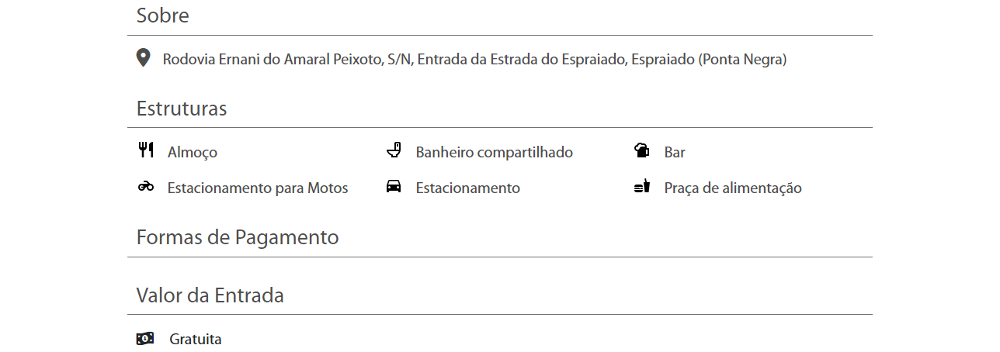 Sobre
Rodovia Ernani do Amaral Peixoto, S/N, Entrada da Estrada do Espraiado, Espraiado (Ponta Negra)
Estruturas
Almoço Banheiro compartilhado Bar
Estacionamento para Motos Estacionamento Praça de alimentação
Formas de Pagamento
Valor da Entrada
Gratuita